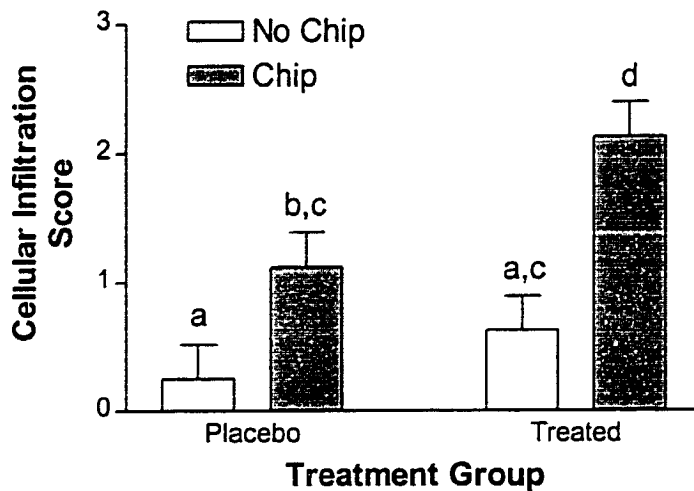 3
No Chip
Chip
d
2
b,c
Cellular Infiltration
Score
1
a,c
a
0
Placebo
Treated
Treatment Group